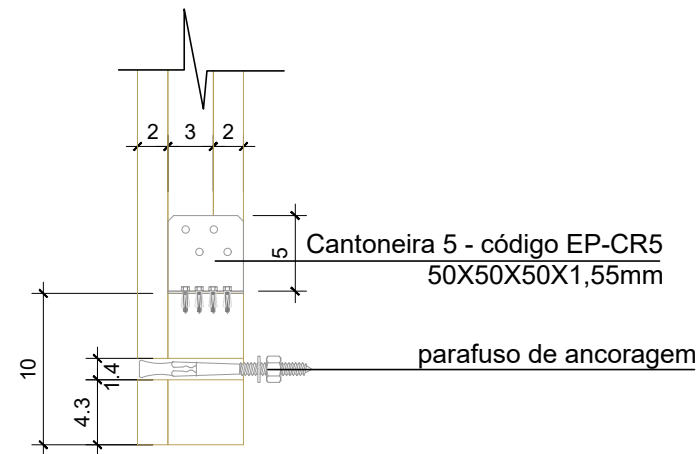 2 3 2
5
Cantoneira 5 - código EP-CR5
50X50X50X1,55mm
10
1.4
parafuso de ancoragem
4.3